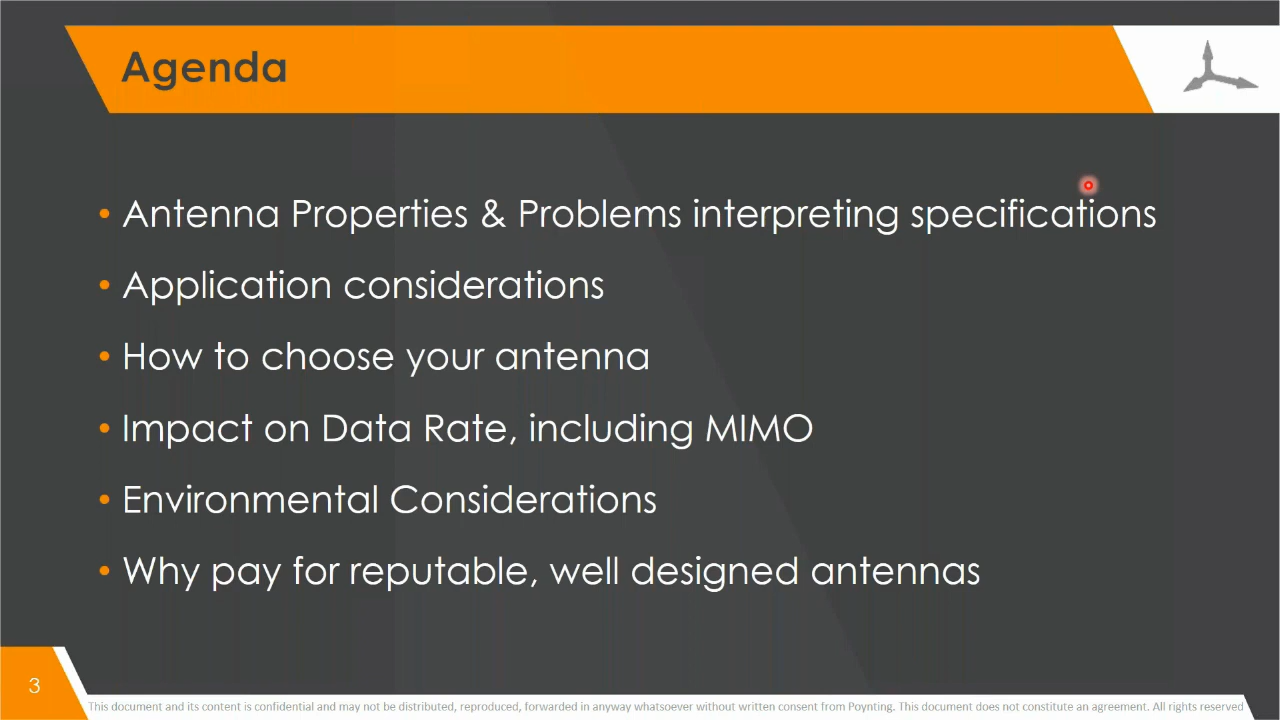 Agenda
• Antenna Properties & Problems interpreting specifications
• Application considerations
• How to choose your antenna
• Impact on Data Rate, including MIMO
• Environmental Considerations
• Why pay for reputable, well designed antennas
3
This document and its content is confidential and may not be distributed, reproduced, forwarded in anyway whatsoever without written consent from Poynting. This document does not constitute an agreement. All rights reserved